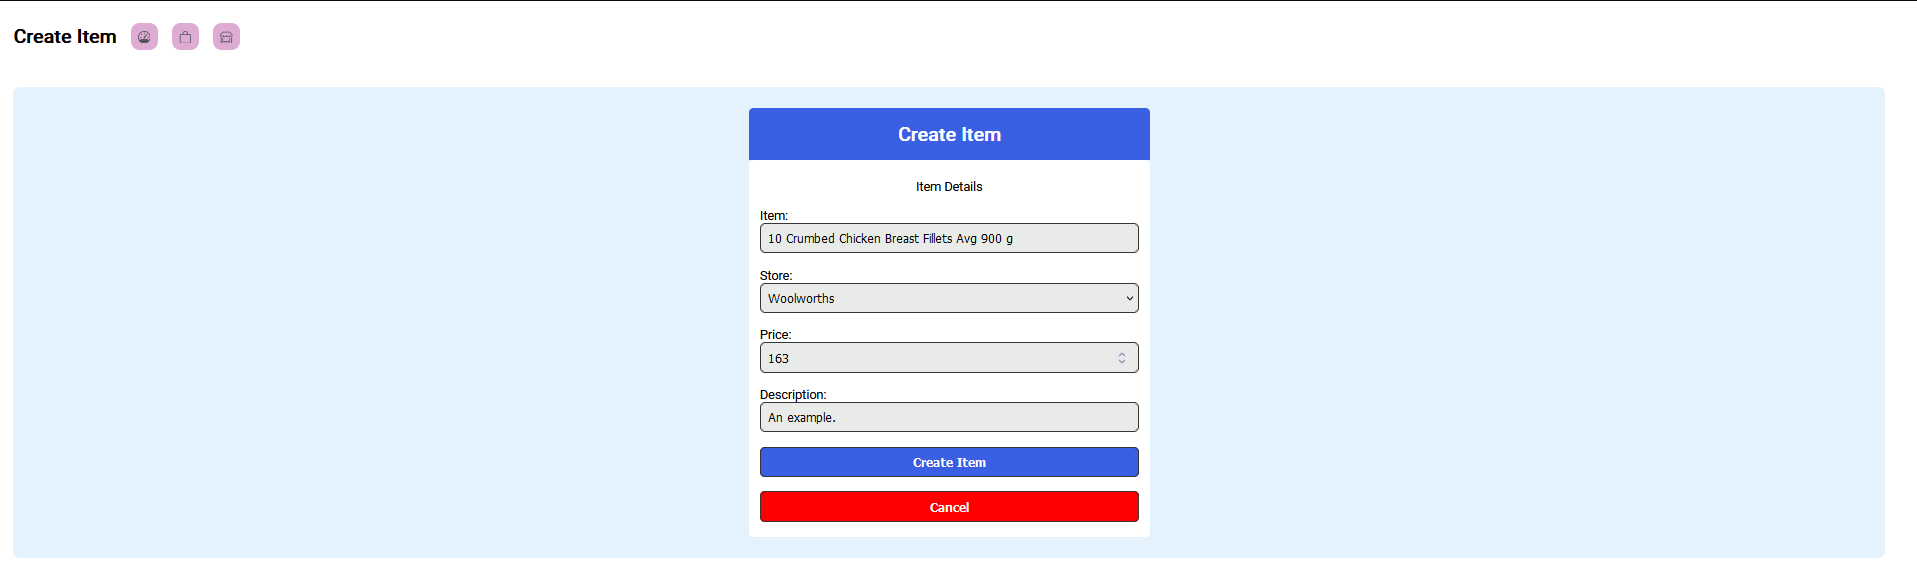 Create Item
Create Item
Item Details
Item:
10 Crumbed Chicken Breast Fillets Avg 900 g
Store:
Woolworths
Price:
163
Description:
An example.
Create Item
Cancel